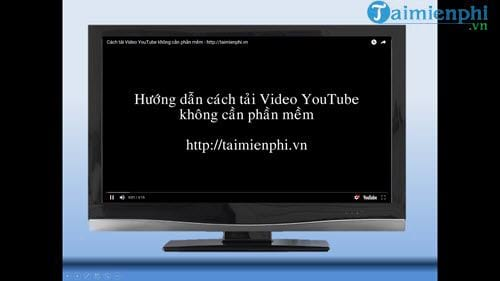 Taimienphi
.vn
Cách tải Video YouTube không cần phần mềm - http://taimienphi.vn
Hướng dẫn cách tải Video YouTube
không cần phần mềm
http://taimienphi.vn
YouTube